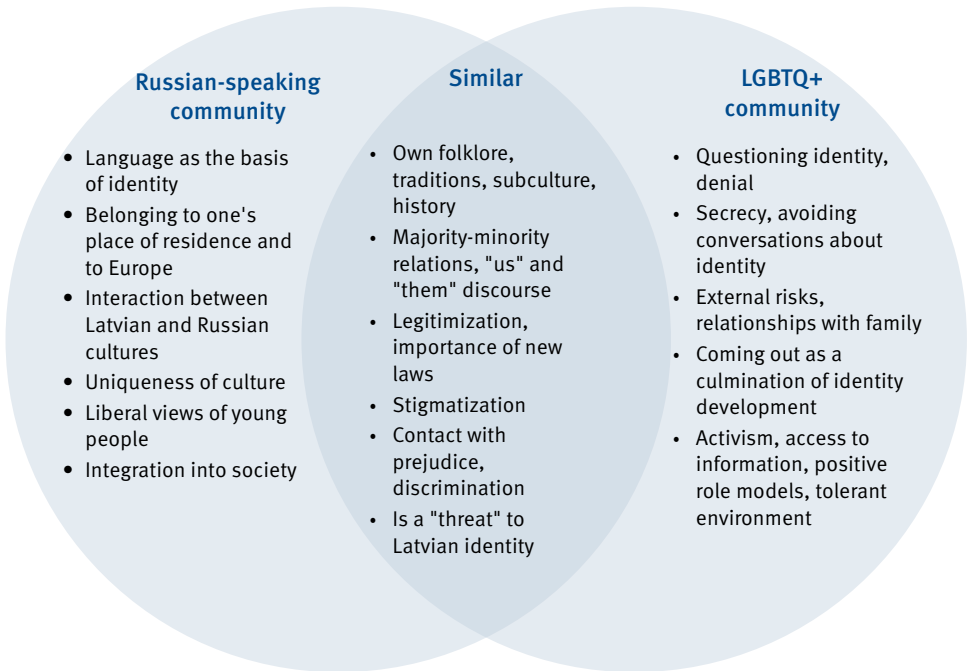 Russian-speaking
community
• Language as the basis
of identity
• Belonging to one's
place of residence and
to Europe
• Interaction between
Latvian and Russian
cultures
• Uniqueness of culture
• Liberal views of young
people
• Integration into society
Similar
• Own folklore,
traditions, subculture,
history
• Majority-minority
relations, "us" and
"them" discourse
• Legitimization,
importance of new
laws
• Stigmatization
• Contact with
prejudice,
discrimination
• Is a "threat" to
Latvian identity
LGBTQ+
community
• Questioning identity,
denial
• Secrecy, avoiding
conversations about
identity
• External risks,
relationships with family
• Coming out as a
culmination of identity
development
• Activism, access to
information, positive
role models, tolerant
environment